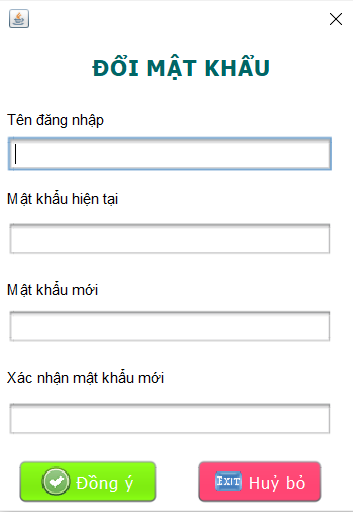 ĐỔI MẬT KHẨU
Tên đăng nhập
Mật khẩu hiện tại
Mật khẩu mới
Xác nhận mật khẩu mới
Đồng ý
EXIT Huỷ bỏ